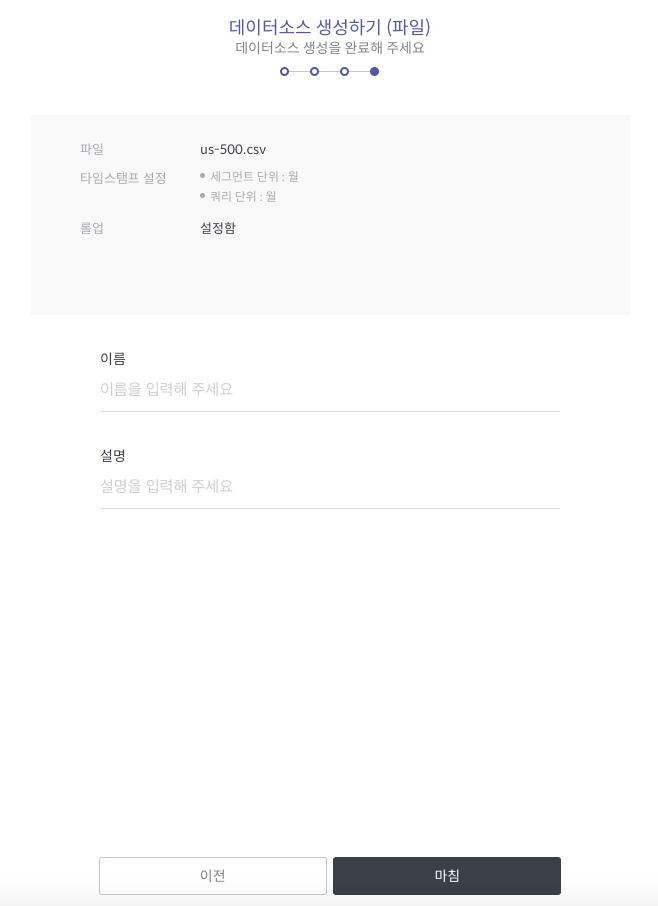 데이터소스 생성하기 (파일)
데이터소스 생성을 완료해 주세요
파일 us-500.csv
타임스탬프 설정 세그먼트 단위 : 월
쿼리 단위 : 월
롤업 설정함
이름
이름을 입력해 주세요
설명
설명을 입력해 주세요
이전 마침